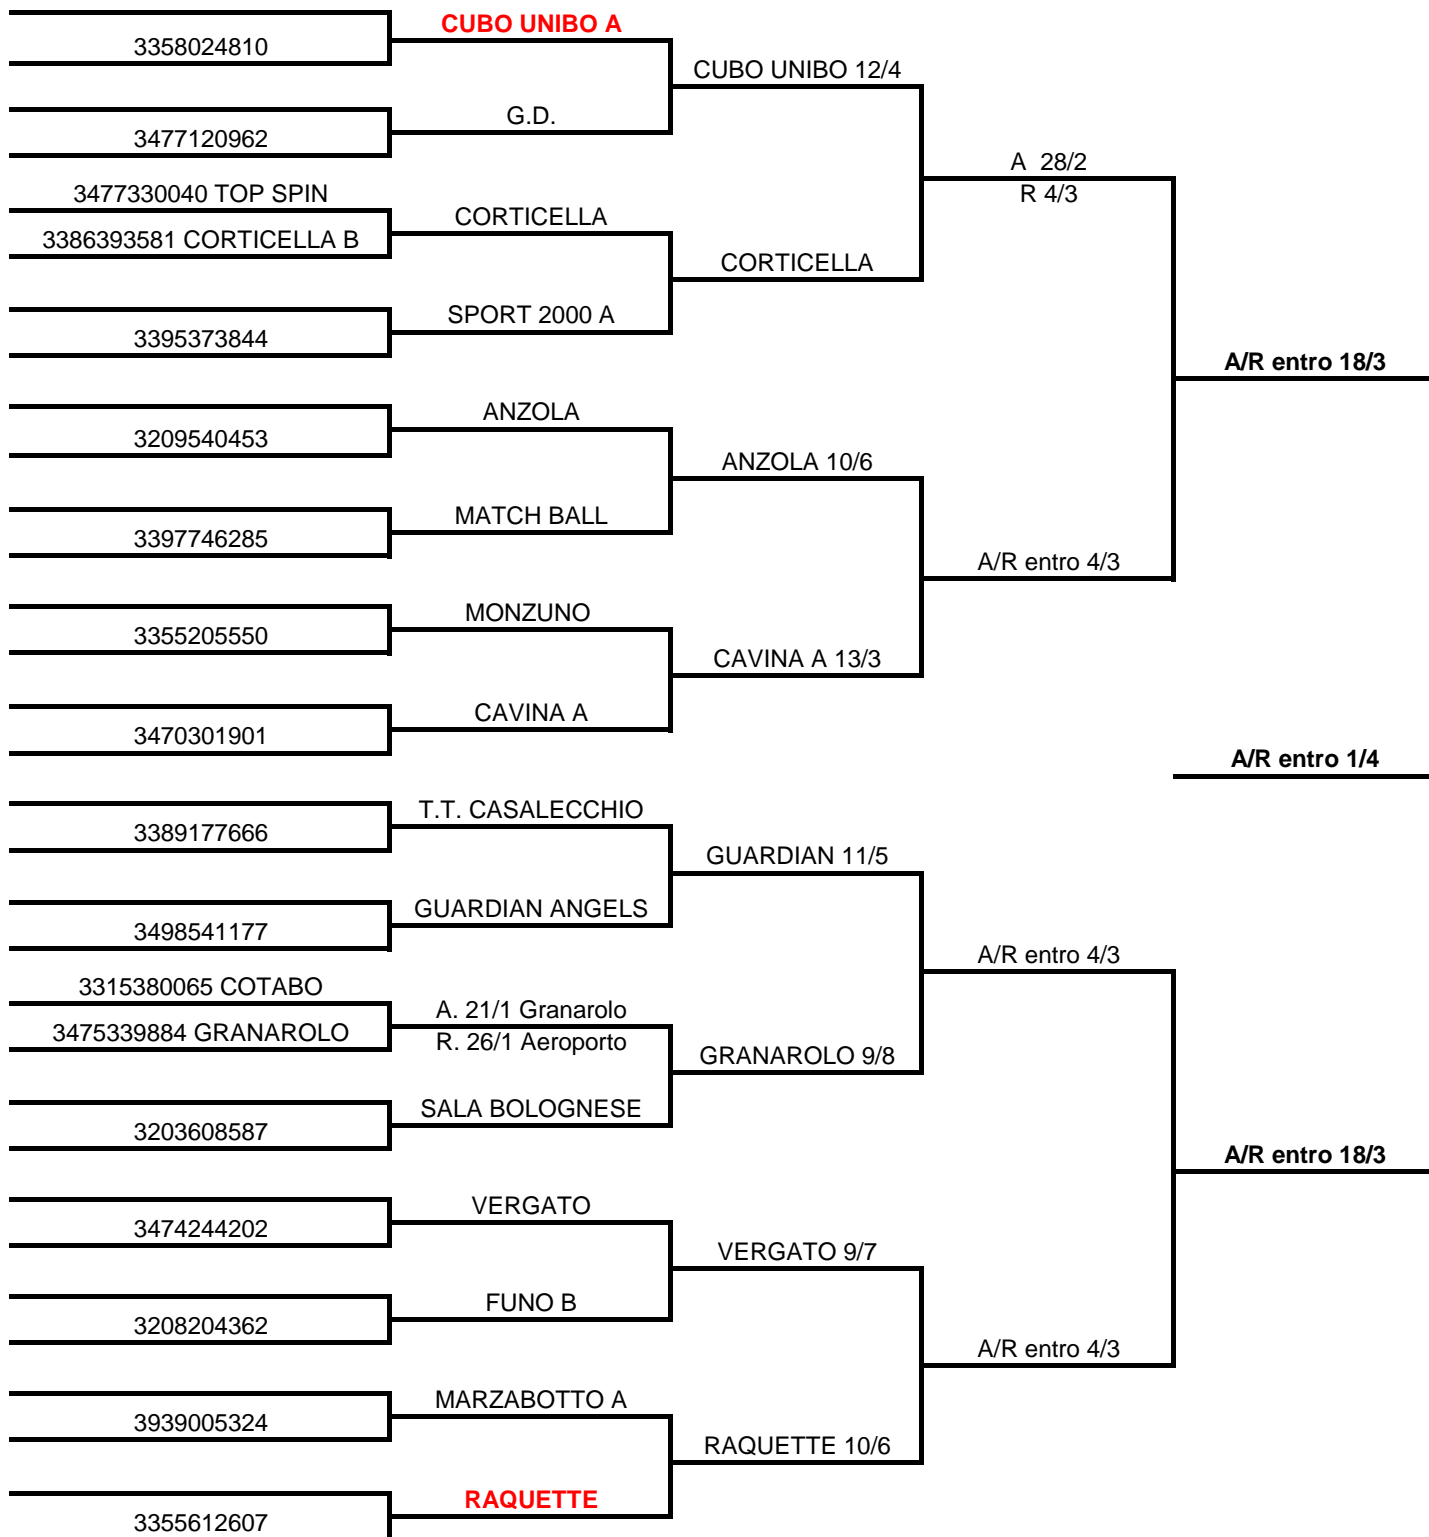 CUBO UNIBO A
3358024810
CUBO UNIBO 12/4
G.D.
3477120962
A 28/2
R 4/3
3477330040 TOP SPIN
CORTICELLA
3386393581 CORTICELLA B
CORTICELLA
SPORT 2000 A
3395373844
A/R entro 18/3
ANZOLA
3209540453
ANZOLA 10/6
MATCH BALL
3397746285
A/R entro 4/3
MONZUNO
3355205550
CAVINA A 13/3
CAVINA A
3470301901
A/R entro 1/4
T.T. CASALECCHIO
3389177666
GUARDIAN 11/5
GUARDIAN ANGELS
3498541177
A/R entro 4/3
3315380065 COTABO
A. 21/1 Granarolo
3475339884 GRANAROLO
R. 26/1 Aeroporto
GRANAROLO 9/8
SALA BOLOGNESE
3203608587
A/R entro 18/3
VERGATO
3474244202
VERGATO 9/7
FUNO B
3208204362
A/R entro 4/3
MARZABOTTO A
3939005324
RAQUETTE 10/6
RAQUETTE
3355612607